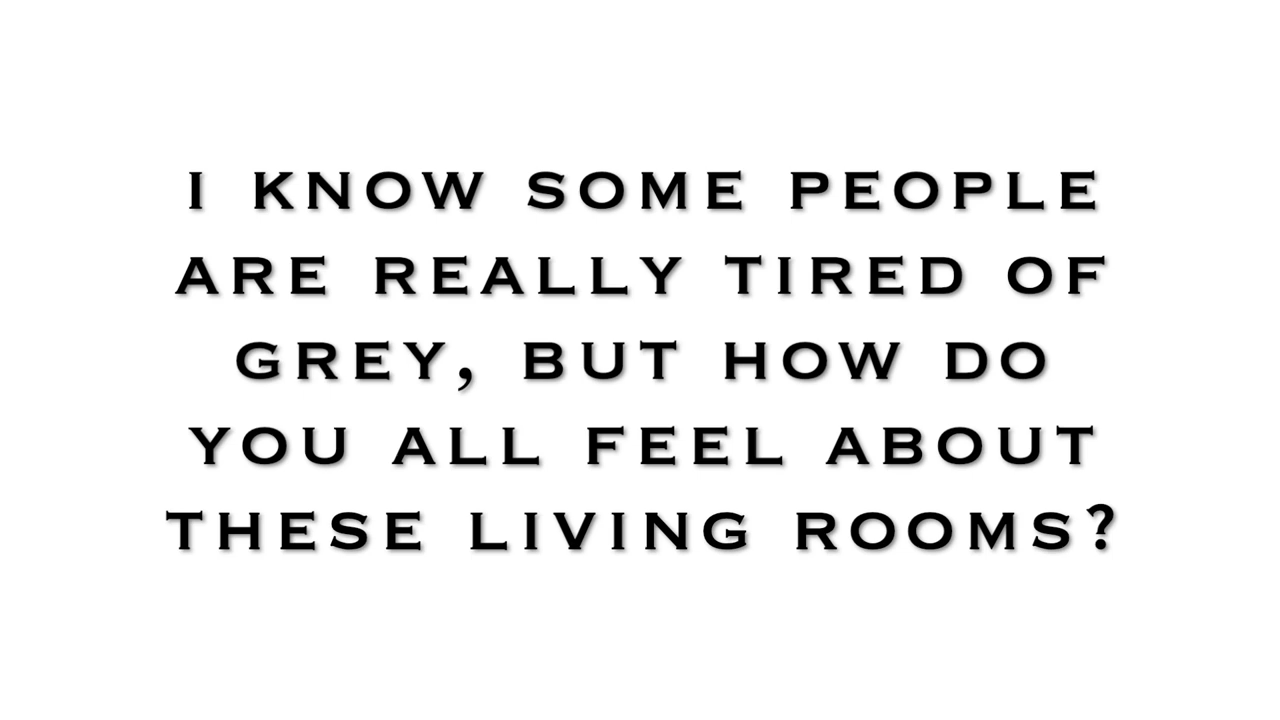 I KNOW SOME PEOPLE
ARE REALLY TIRED OF
GREY, BUT HOW DO
YOU ALL FEEL ABOUT
THESE LIVING ROOMS?